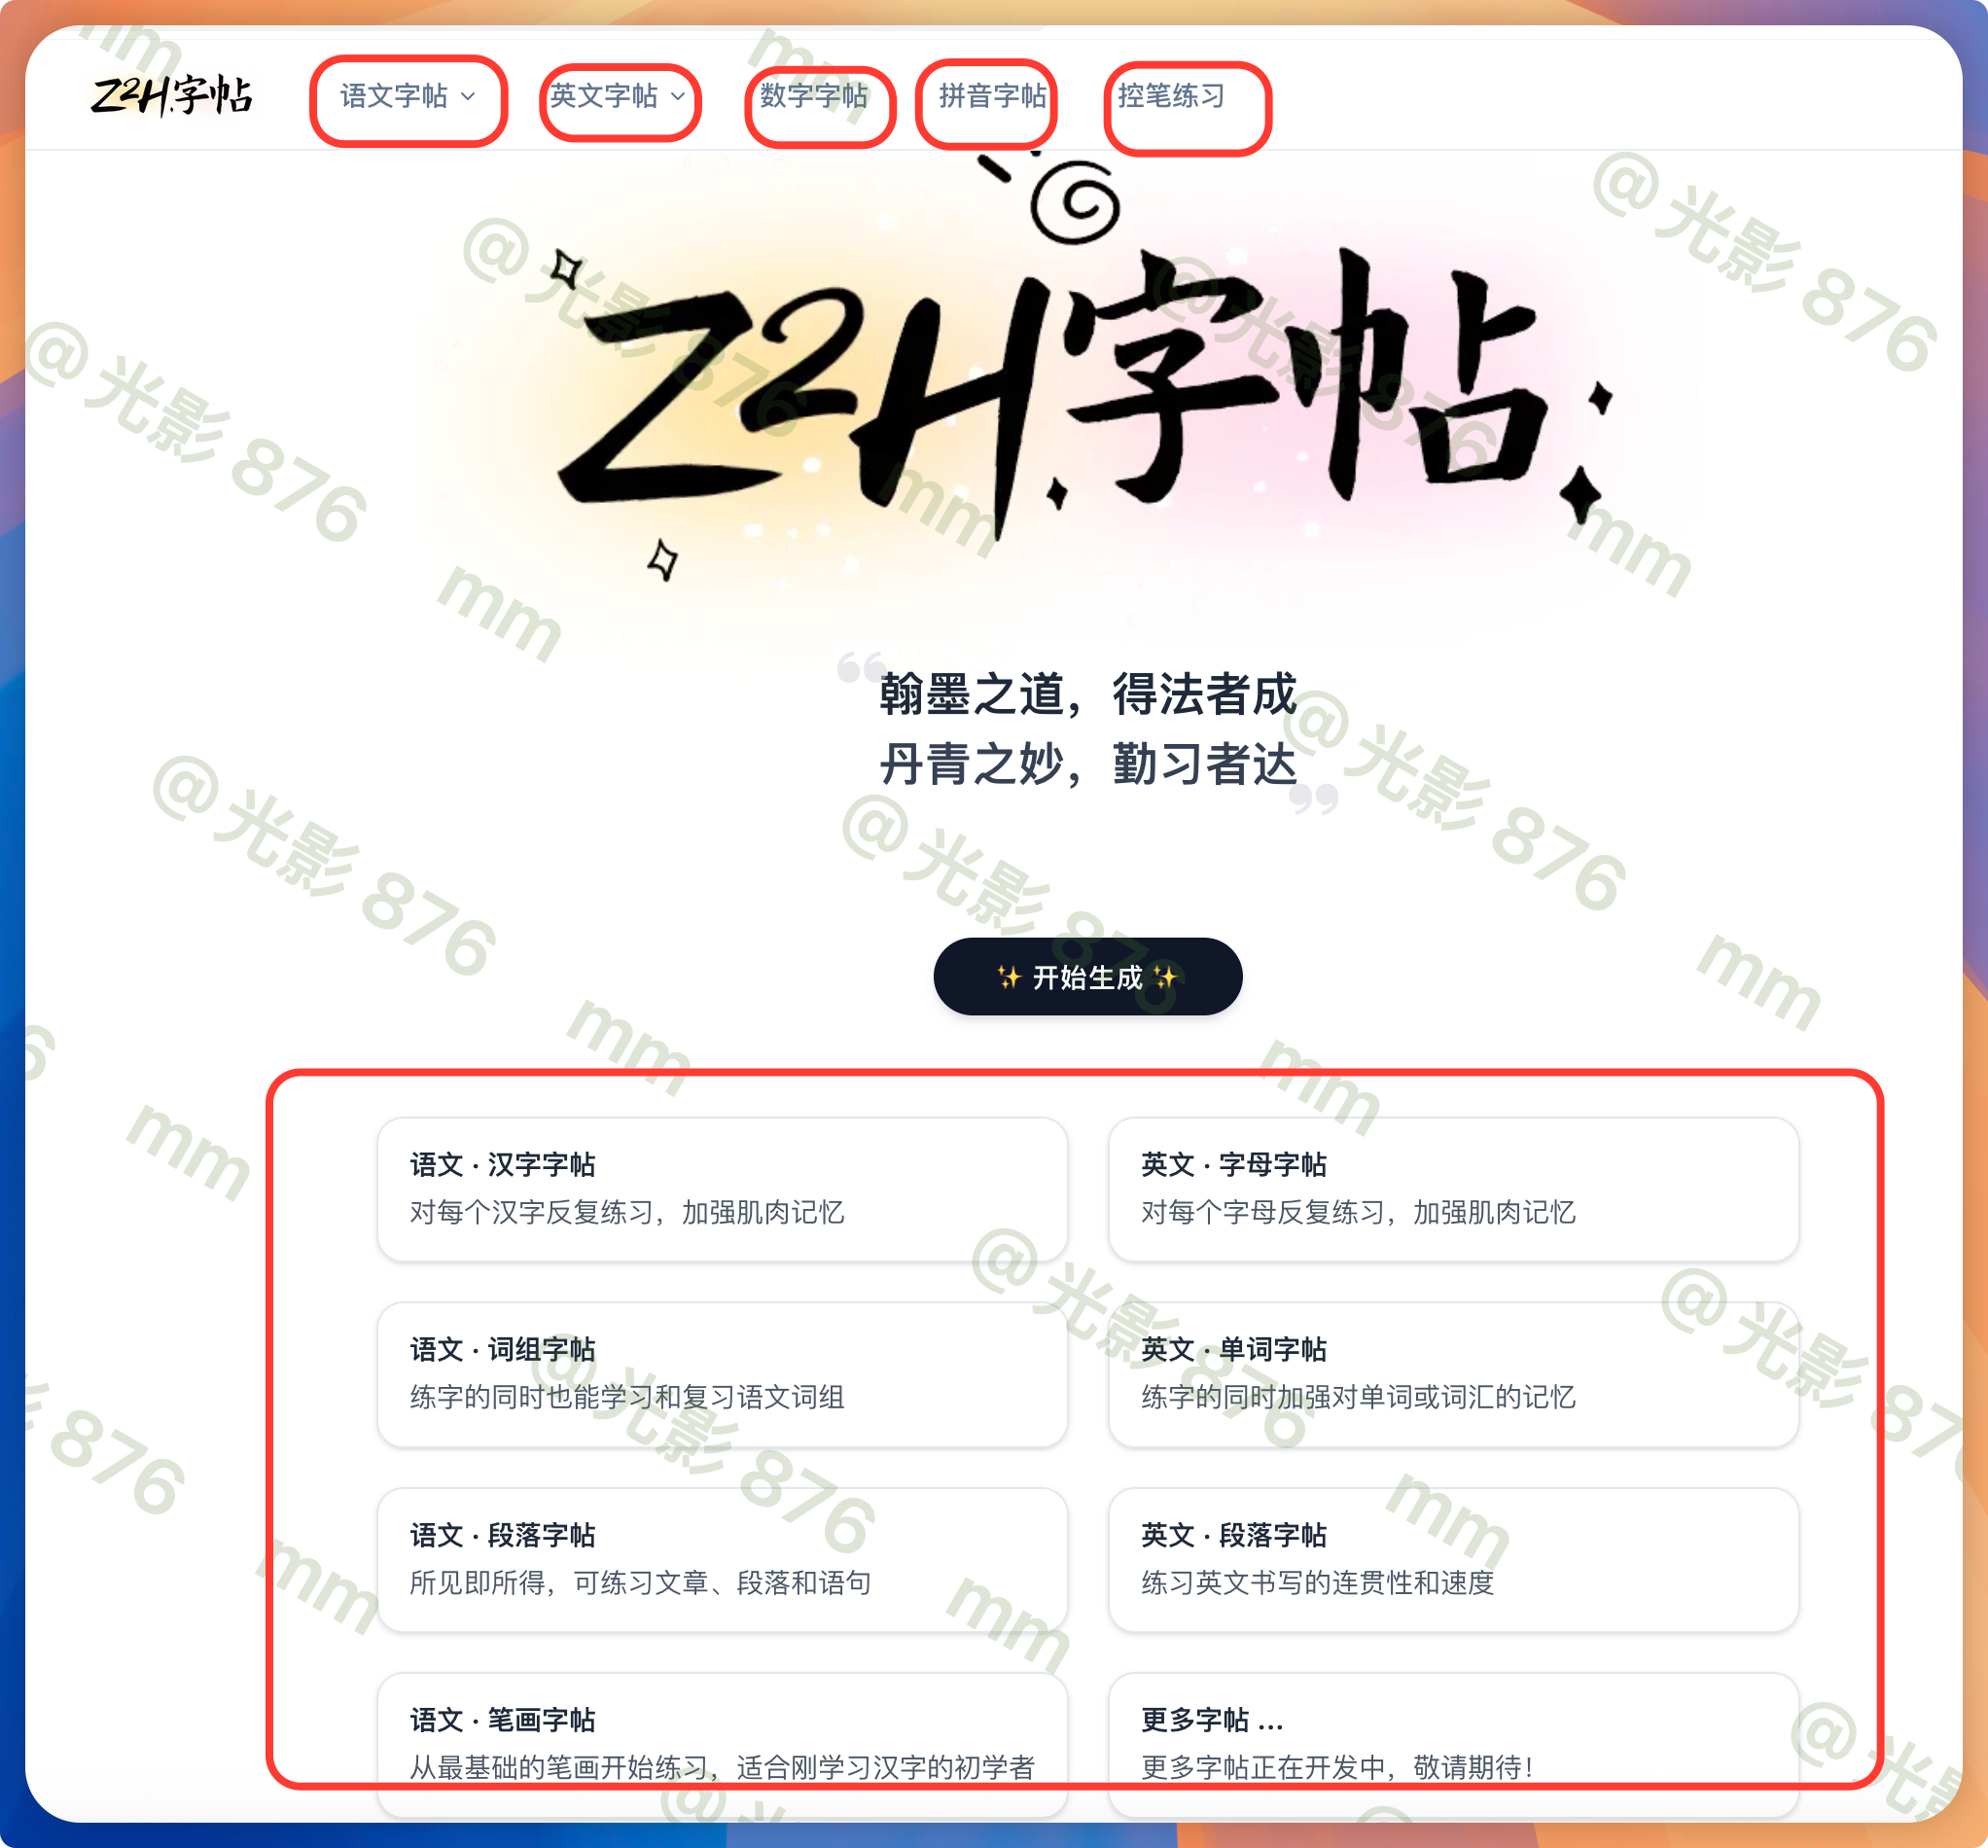 Z²H字帖 语文字帖 英文字帖 数字字帖 拼音字帖 控笔练习
Z²H字帖
翰墨之道，得法者成
丹青之妙，勤习者达
✨ 开始生成 ✨
语文 · 汉字字帖
对每个汉字反复练习，加强肌肉记忆
英文 · 字母字帖
对每个字母反复练习，加强肌肉记忆
语文 · 词组字帖
练字的同时也能学习和复习语文词组
英文 · 单词字帖
练字的同时加强对单词或词汇的记忆
语文 · 段落字帖
所见即所得，可练习文章、段落和语句
英文 · 段落字帖
练习英文书写的连贯性和速度
语文 · 笔画字帖
从最基础的笔画开始练习，适合刚学习汉字的初学者
更多字帖 ...
更多字帖正在开发中，敬请期待！
@光影 876
mm